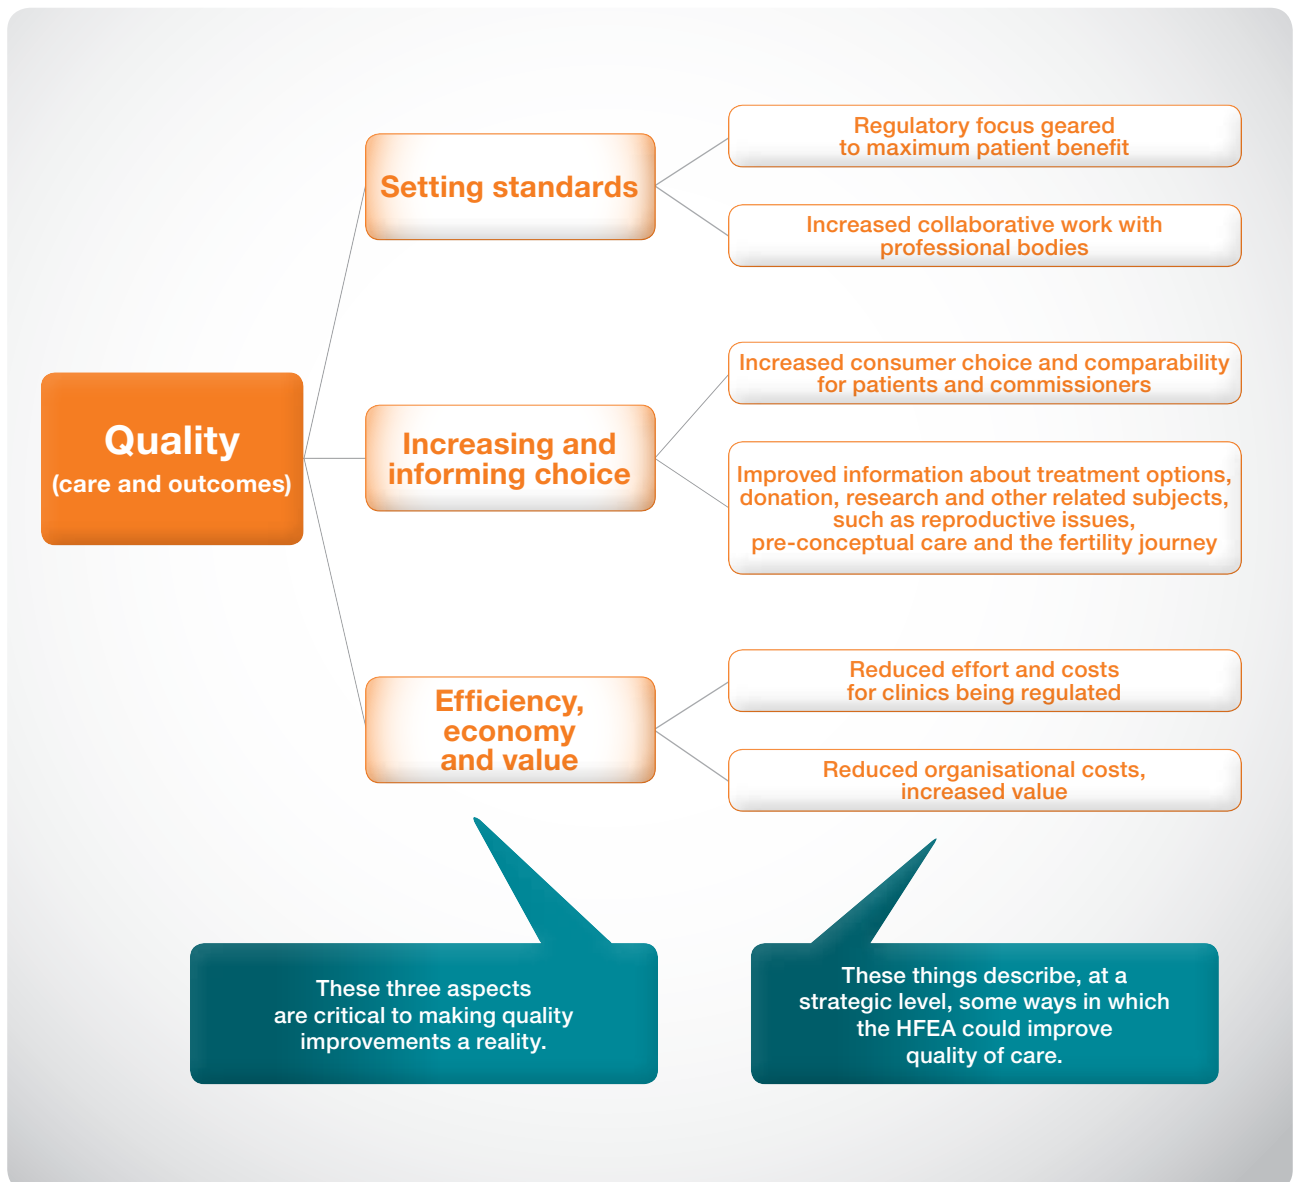 Quality
(care and outcomes)
Setting standards
Regulatory focus geared
to maximum patient benefit
Increased collaborative work with
professional bodies
Increasing and
informing choice
Increased consumer choice and comparability
for patients and commissioners
Improved information about treatment options,
donation, research and other related subjects,
such as reproductive issues,
pre-conceptual care and the fertility journey
Efficiency,
economy
and value
Reduced effort and costs
for clinics being regulated
Reduced organisational costs,
increased value
These three aspects
are critical to making quality
improvements a reality.
These things describe, at a
strategic level, some ways in which
the HFEA could improve
quality of care.